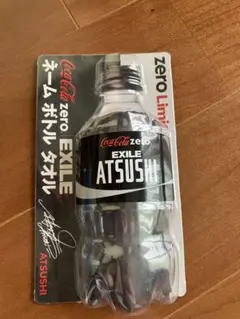 Coca-Cola zero EXILE
ネーム ボトル タオル
ATSUSHI
zero Limi
Coca-Cola zero
EXILE
ATSUSHI